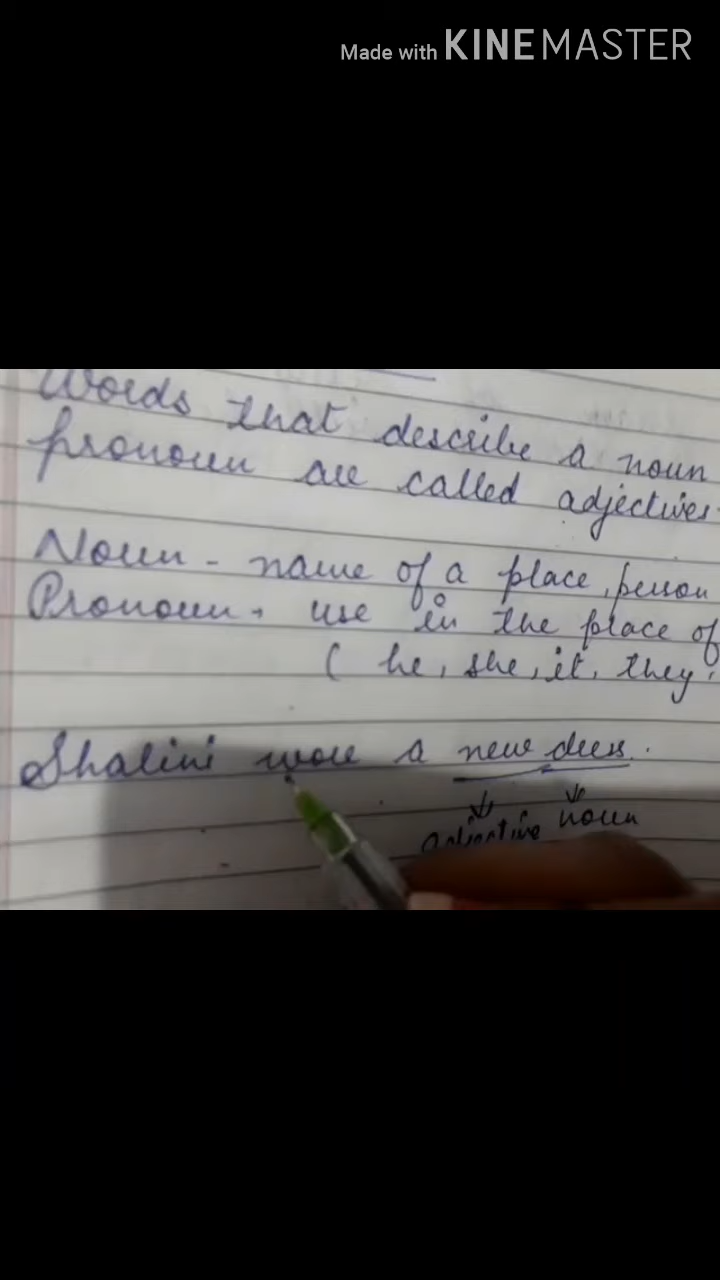 Made with KINEMASTER
Words that describe a noun
pronoun are called adjectives.
Noun - name of a place, person
Pronoun - use in the place of
( he, she, it, they,
Shalini wore a new dress.
adjective noun